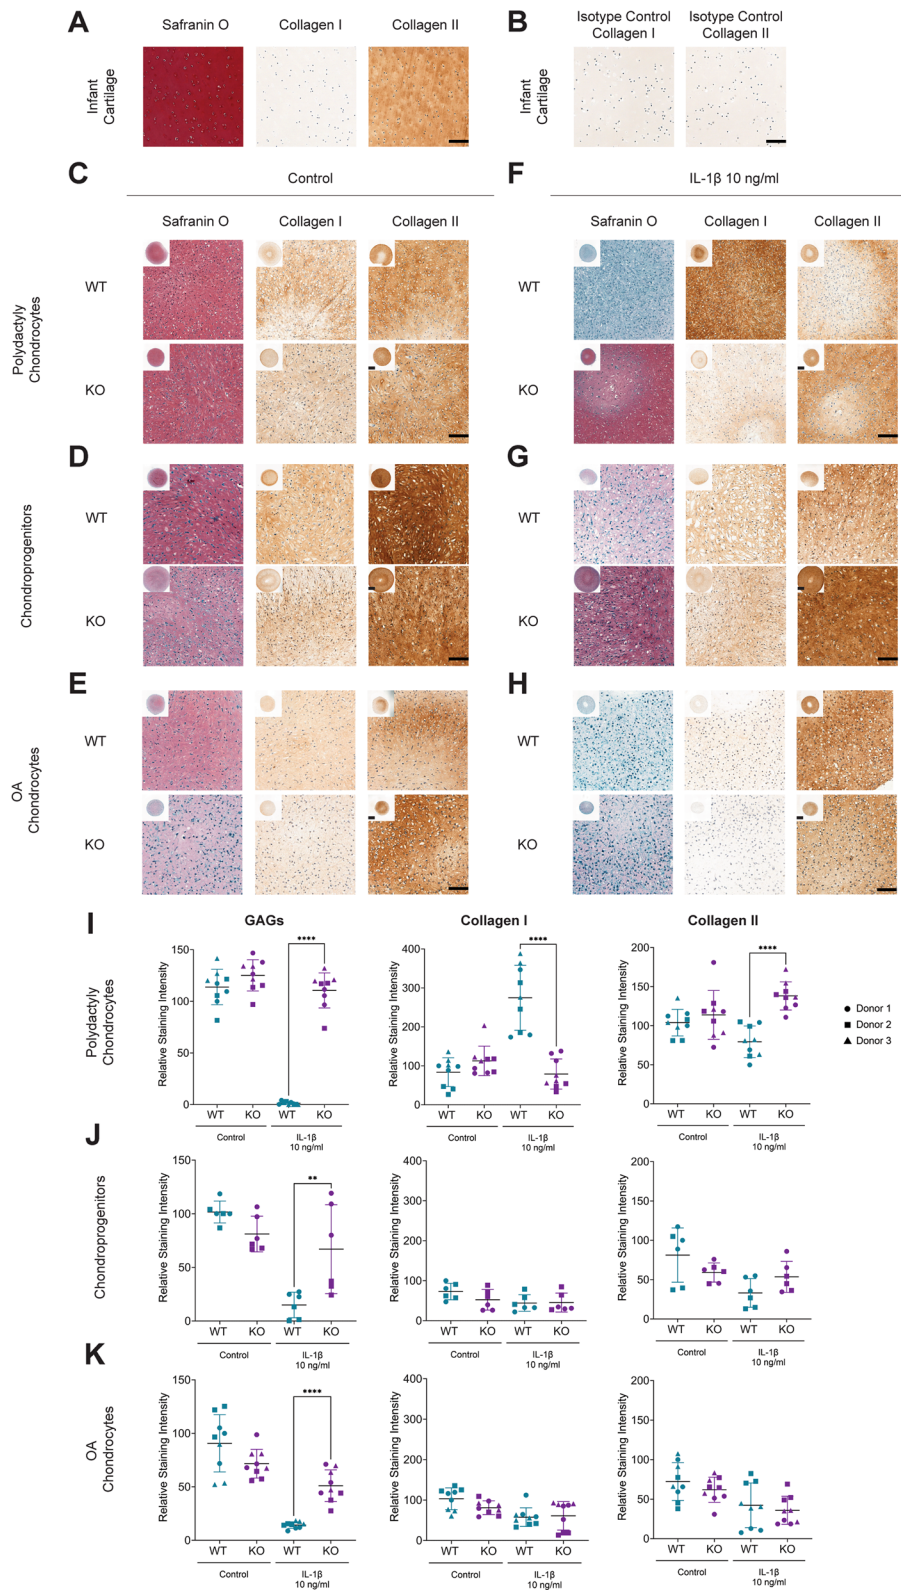 A
B
Safranin O
Collagen I
Collagen II
Isotype Control
Collagen I
Isotype Control
Collagen II
Infant
Cartilage
Infant
Cartilage
C
Control
F
IL-1β 10 ng/ml
Safranin O
Collagen I
Collagen II
Safranin O
Collagen I
Collagen II
Polydactyly
Chondrocytes
WT
WT
KO
KO
D
G
Chondroprogenitors
WT
WT
KO
KO
E
H
OA
Chondrocytes
WT
WT
KO
KO
I
GAGs
Collagen I
Collagen II
Polydactyly
Chondrocytes
Relative Staining Intensity
150
100
50
0
****
WT
KO
WT
KO
Control
IL-1β
10 ng/ml
Relative Staining Intensity
400
300
200
100
0
****
WT
KO
WT
KO
Control
IL-1β
10 ng/ml
Relative Staining Intensity
200
150
100
50
0
****
WT
KO
WT
KO
Control
IL-1β
10 ng/ml
Donor 1
Donor 2
Donor 3
J
Chondroprogenitors
Relative Staining Intensity
150
100
50
0
**
WT
KO
WT
KO
Control
IL-1β
10 ng/ml
Relative Staining Intensity
400
300
200
100
0
WT
KO
WT
KO
Control
IL-1β
10 ng/ml
Relative Staining Intensity
200
150
100
50
0
WT
KO
WT
KO
Control
IL-1β
10 ng/ml
K
OA
Chondrocytes
Relative Staining Intensity
150
100
50
0
****
WT
KO
WT
KO
Control
IL-1β
10 ng/ml
Relative Staining Intensity
400
300
200
100
0
WT
KO
WT
KO
Control
IL-1β
10 ng/ml
Relative Staining Intensity
200
150
100
50
0
WT
KO
WT
KO
Control
IL-1β
10 ng/ml